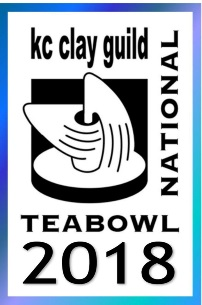 kc clay guild
NATIONAL
TEABOWL
2018